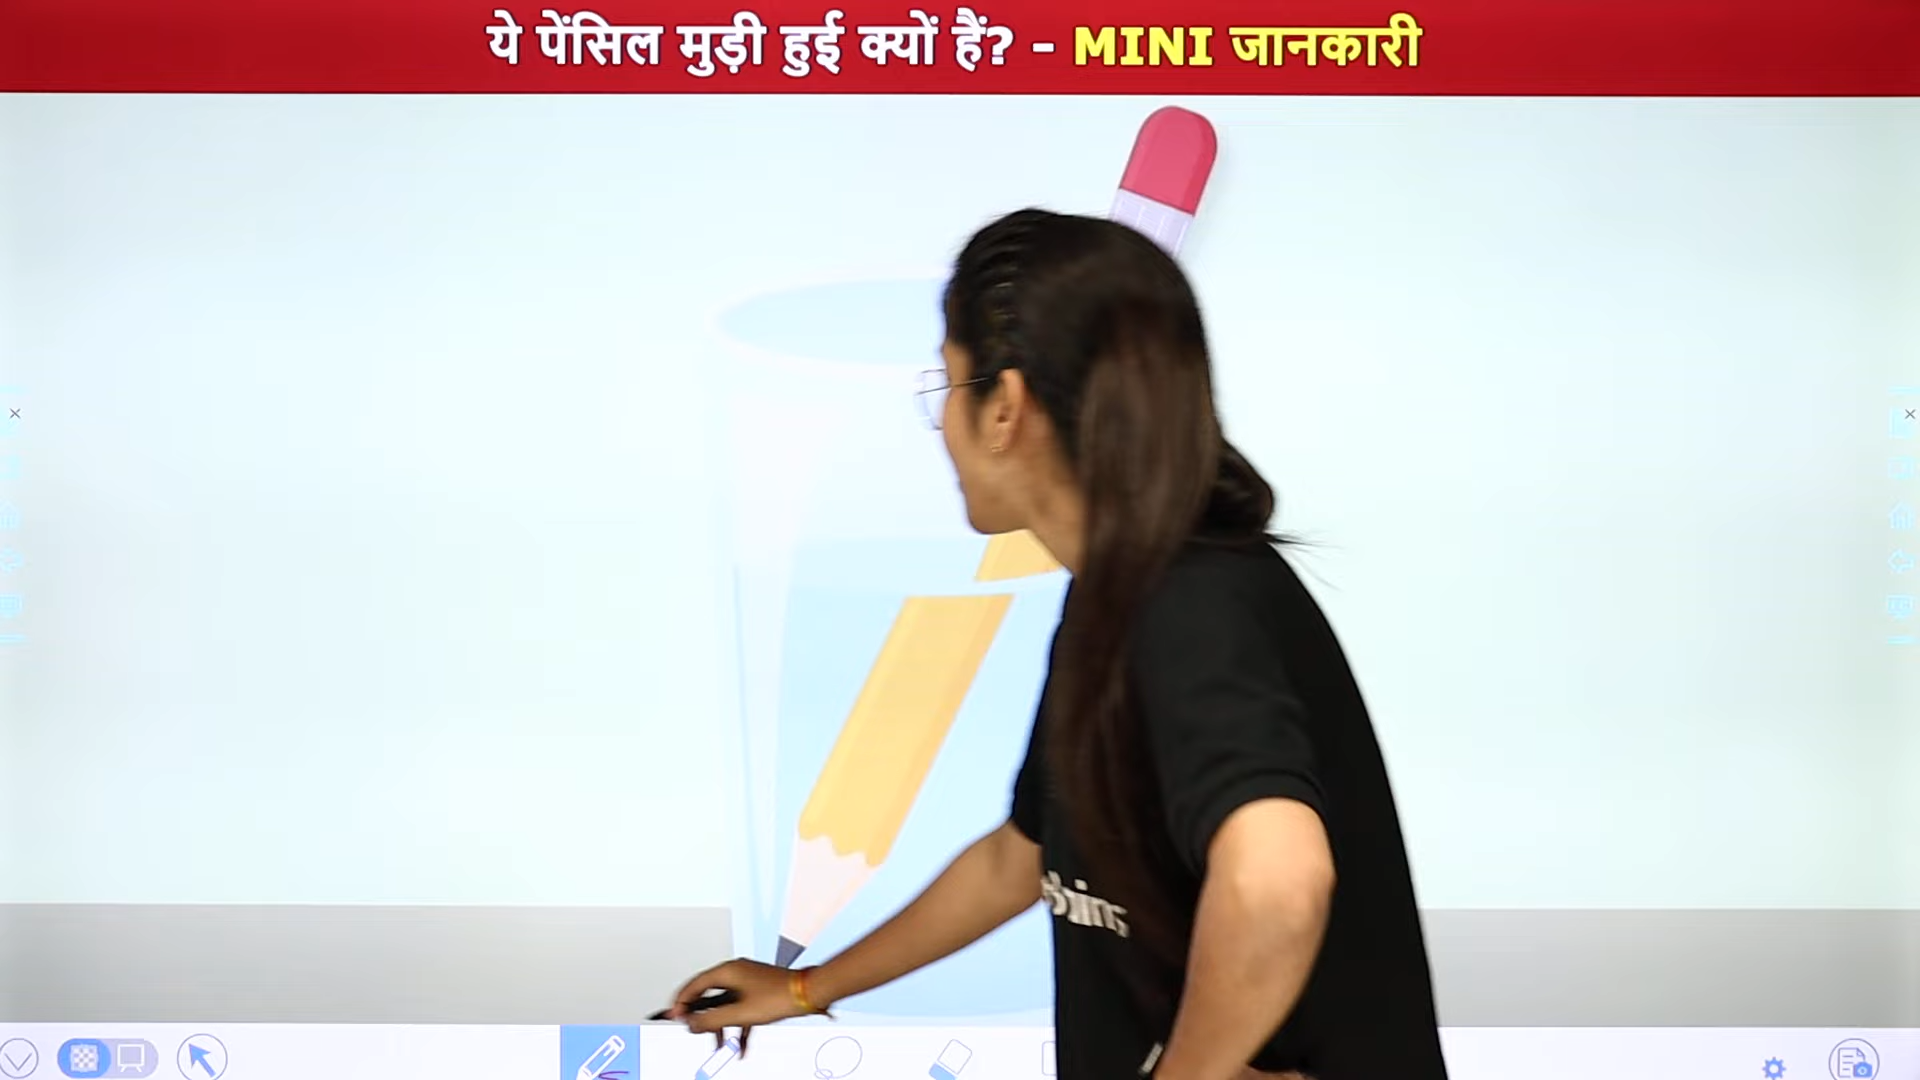 ये पेंसिल मुड़ी हुई क्यों हैं? - MINI जानकारी